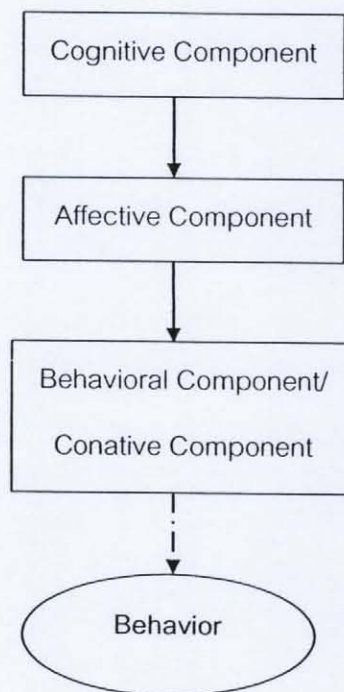 Cognitive Component
Affective Component
Behavioral Component/
Conative Component
Behavior